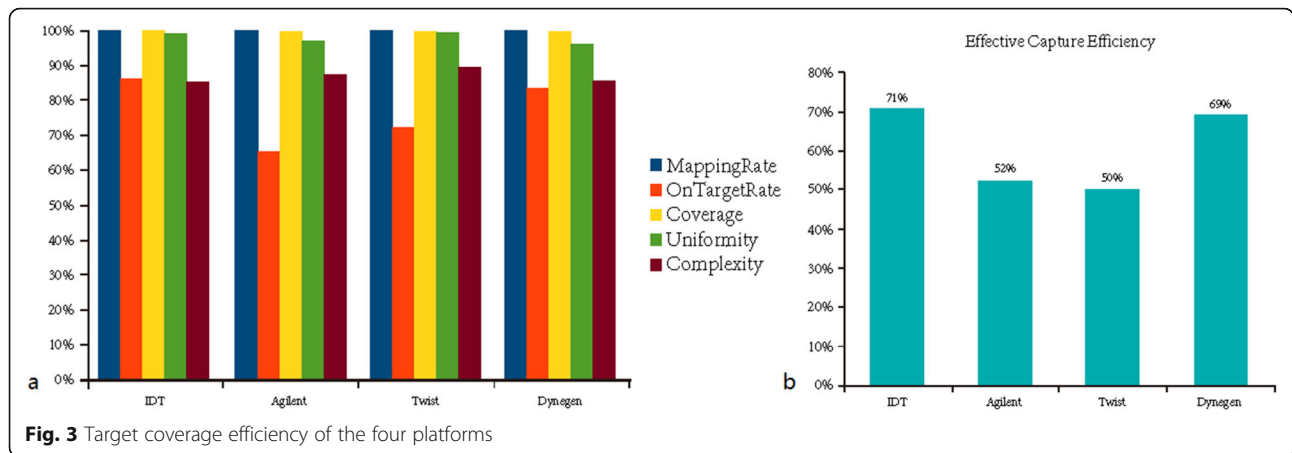 100%
90%
80%
70%
60%
50%
40%
30%
20%
10%
0%
a
IDT Agilent Twist Dynegen
MappingRate
OnTargetRate
Coverage
Uniformity
Complexity
Effective Capture Efficiency
80%
70%
60%
50%
40%
30%
20%
10%
0%
71% 52% 50% 69%
b
IDT Agilent Twist Dynegen
Fig. 3 Target coverage efficiency of the four platforms